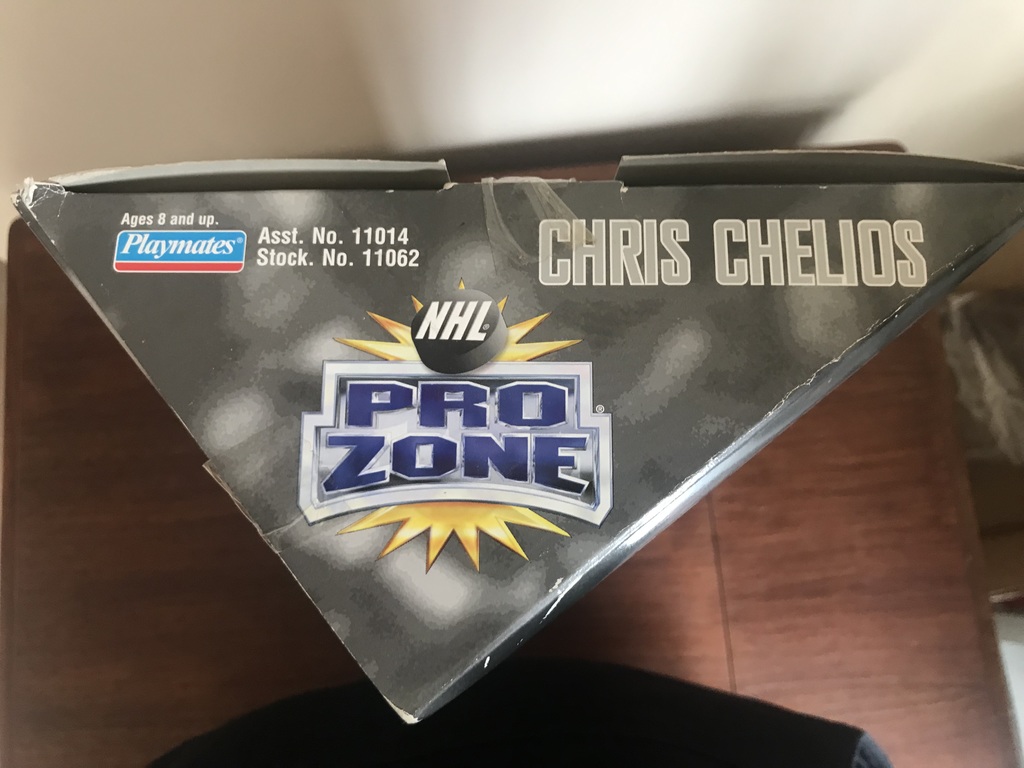 Ages 8 and up.
Playmates®
Asst. No. 11014
Stock. No. 11062
CHRIS CHELIOS
NHL®
PRO
ZONE®